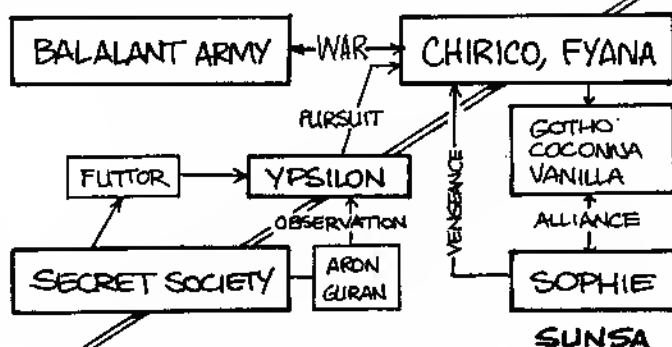 BALALANT ARMY
WAR
CHIRICO, FYANA
PURSUIT
GOTHO
COCONNA
VANILLA
FUTTOR
YPSILON
VENGEANCE
OBSERVATION
ALLIANCE
SECRET SOCIETY
ARON
GURAN
SOPHIE
SUNSA